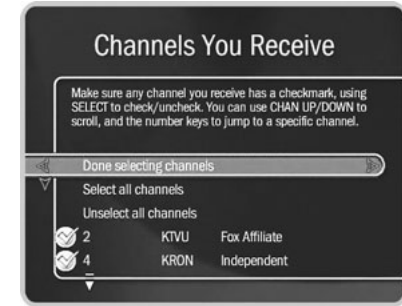 Channels You Receive
Make sure any channel you receive has a checkmark, using
SELECT to check/uncheck. You can use CHAN UP/DOWN to
scroll, and the number keys to jump to a specific channel.
Done selecting channels
Select all channels
Unselect all channels
2 KTVU Fox Affiliate
4 KRON Independent